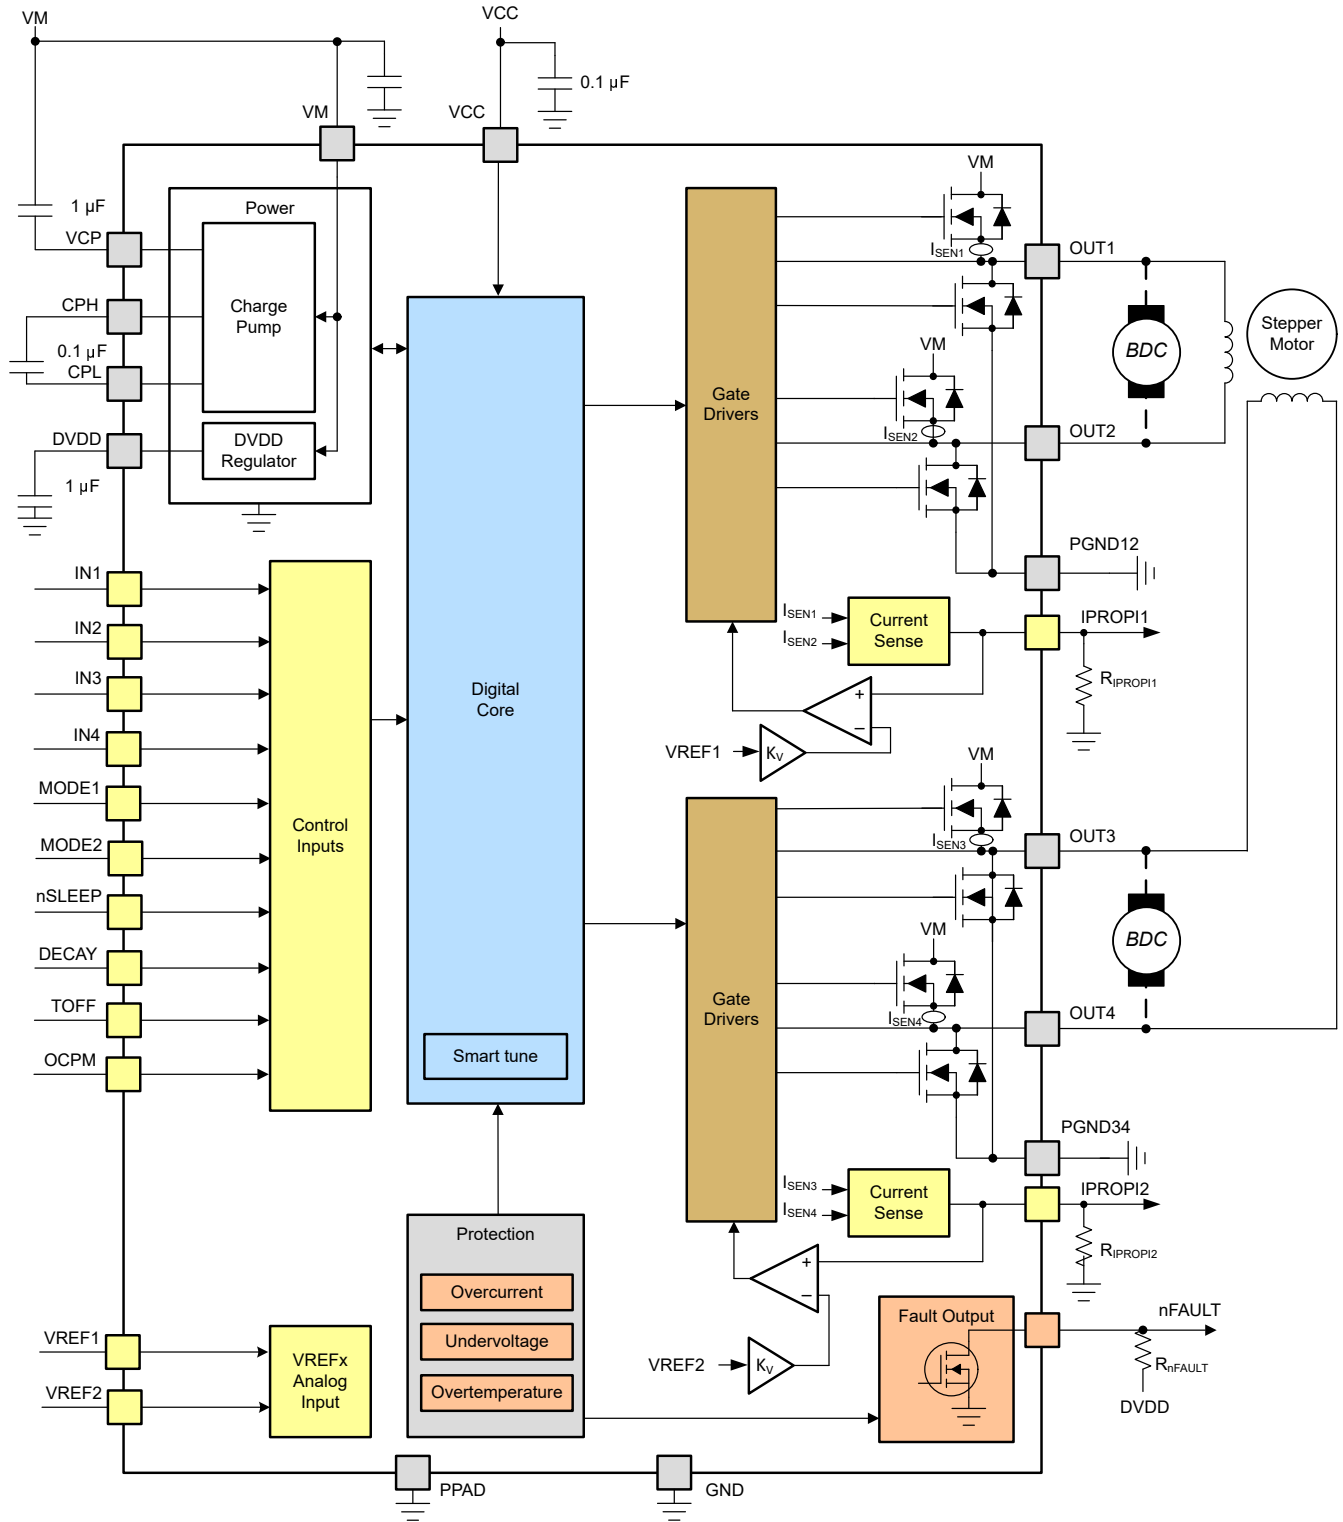 VM
VCC
0.1 µF
VM
VCC
1 µF
Power
VCP
Charge
Pump
CPH
0.1 µF
CPL
DVDD
DVDD
Regulator
1 µF
IN1
IN2
IN3
IN4
MODE1
MODE2
nSLEEP
DECAY
TOFF
OCPM
Control
Inputs
Digital
Core
Smart tune
Protection
Overcurrent
Undervoltage
Overtemperature
VREF1
VREF2
VREFx
Analog
Input
PPAD
GND
Gate
Drivers
VM
ISEN1
OUT1
VM
ISEN2
OUT2
BDC
Stepper
Motor
PGND12
ISEN1
ISEN2
Current
Sense
IPROPI1
RIPROPI1
+
–
VREF1
KV
Gate
Drivers
VM
ISEN3
OUT3
VM
ISEN4
OUT4
BDC
PGND34
ISEN3
ISEN4
Current
Sense
IPROPI2
RIPROPI2
+
–
VREF2
KV
Fault Output
nFAULT
RnFAULT
DVDD